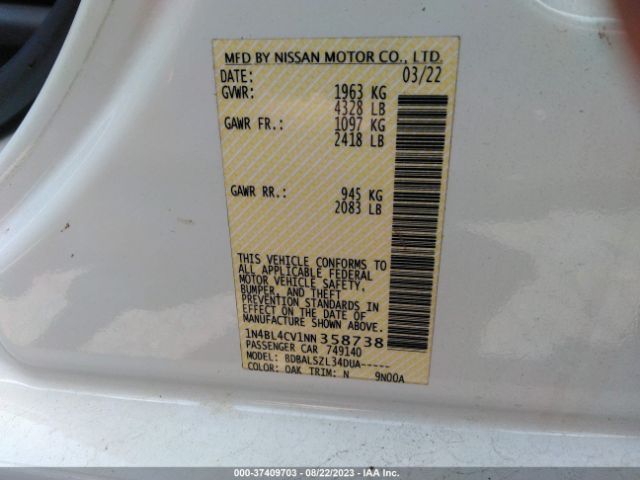 MFD BY NISSAN MOTOR CO., LTD.
DATE: 03/22
GVWR: 1963 KG
4328 LB
GAWR FR.: 1097 KG
2418 LB
GAWR RR.: 945 KG
2083 LB
THIS VEHICLE CONFORMS TO
ALL APPLICABLE FEDERAL
MOTOR VEHICLE SAFETY,
BUMPER, AND THEFT
PREVENTION STANDARDS IN
EFFECT ON THE DATE OF
MANUFACTURE SHOWN ABOVE.
1N4BL4CV1NN358738
PASSENGER CAR 749140
MODEL: BDBALSZL34DUA-----
COLOR: OAK TRIM: N 9N00A
000-37409703 - 08/22/2023 - IAA Corp.